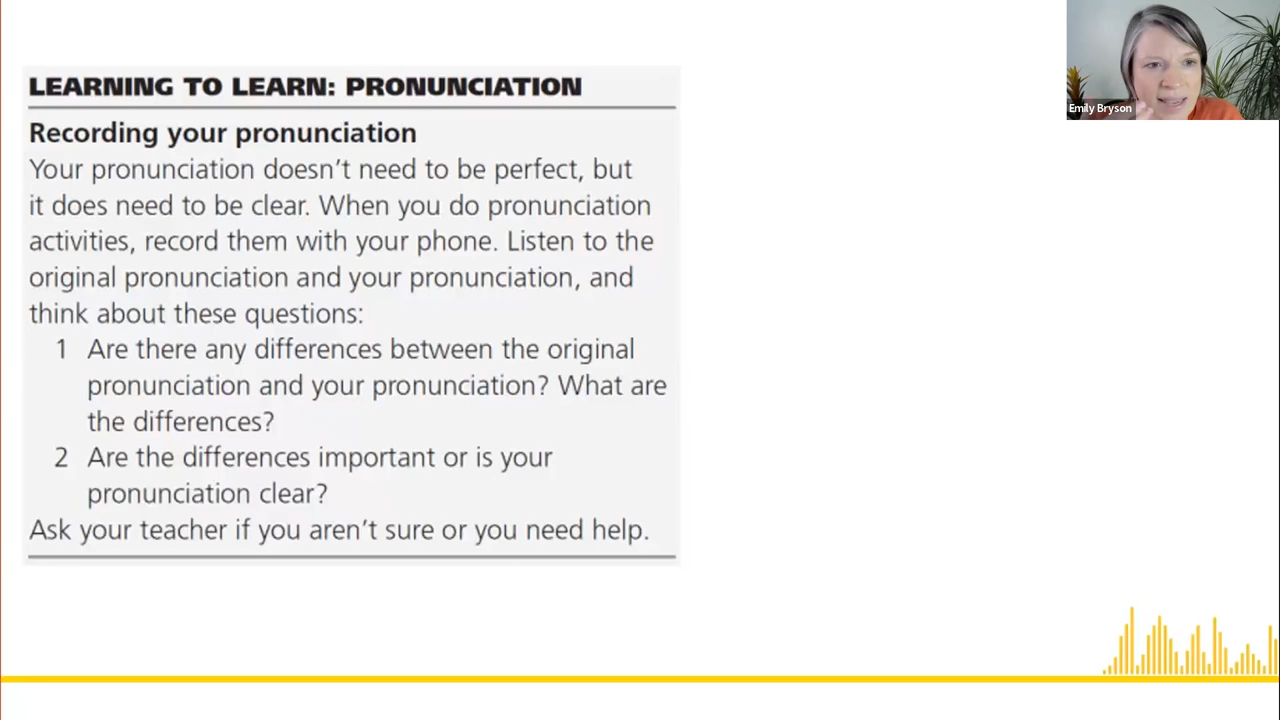 LEARNING TO LEARN: PRONUNCIATION
Recording your pronunciation
Your pronunciation doesn’t need to be perfect, but
it does need to be clear. When you do pronunciation
activities, record them with your phone. Listen to the
original pronunciation and your pronunciation, and
think about these questions:
1 Are there any differences between the original
pronunciation and your pronunciation? What are
the differences?
2 Are the differences important or is your
pronunciation clear?
Ask your teacher if you aren’t sure or you need help.
Emily Bryson